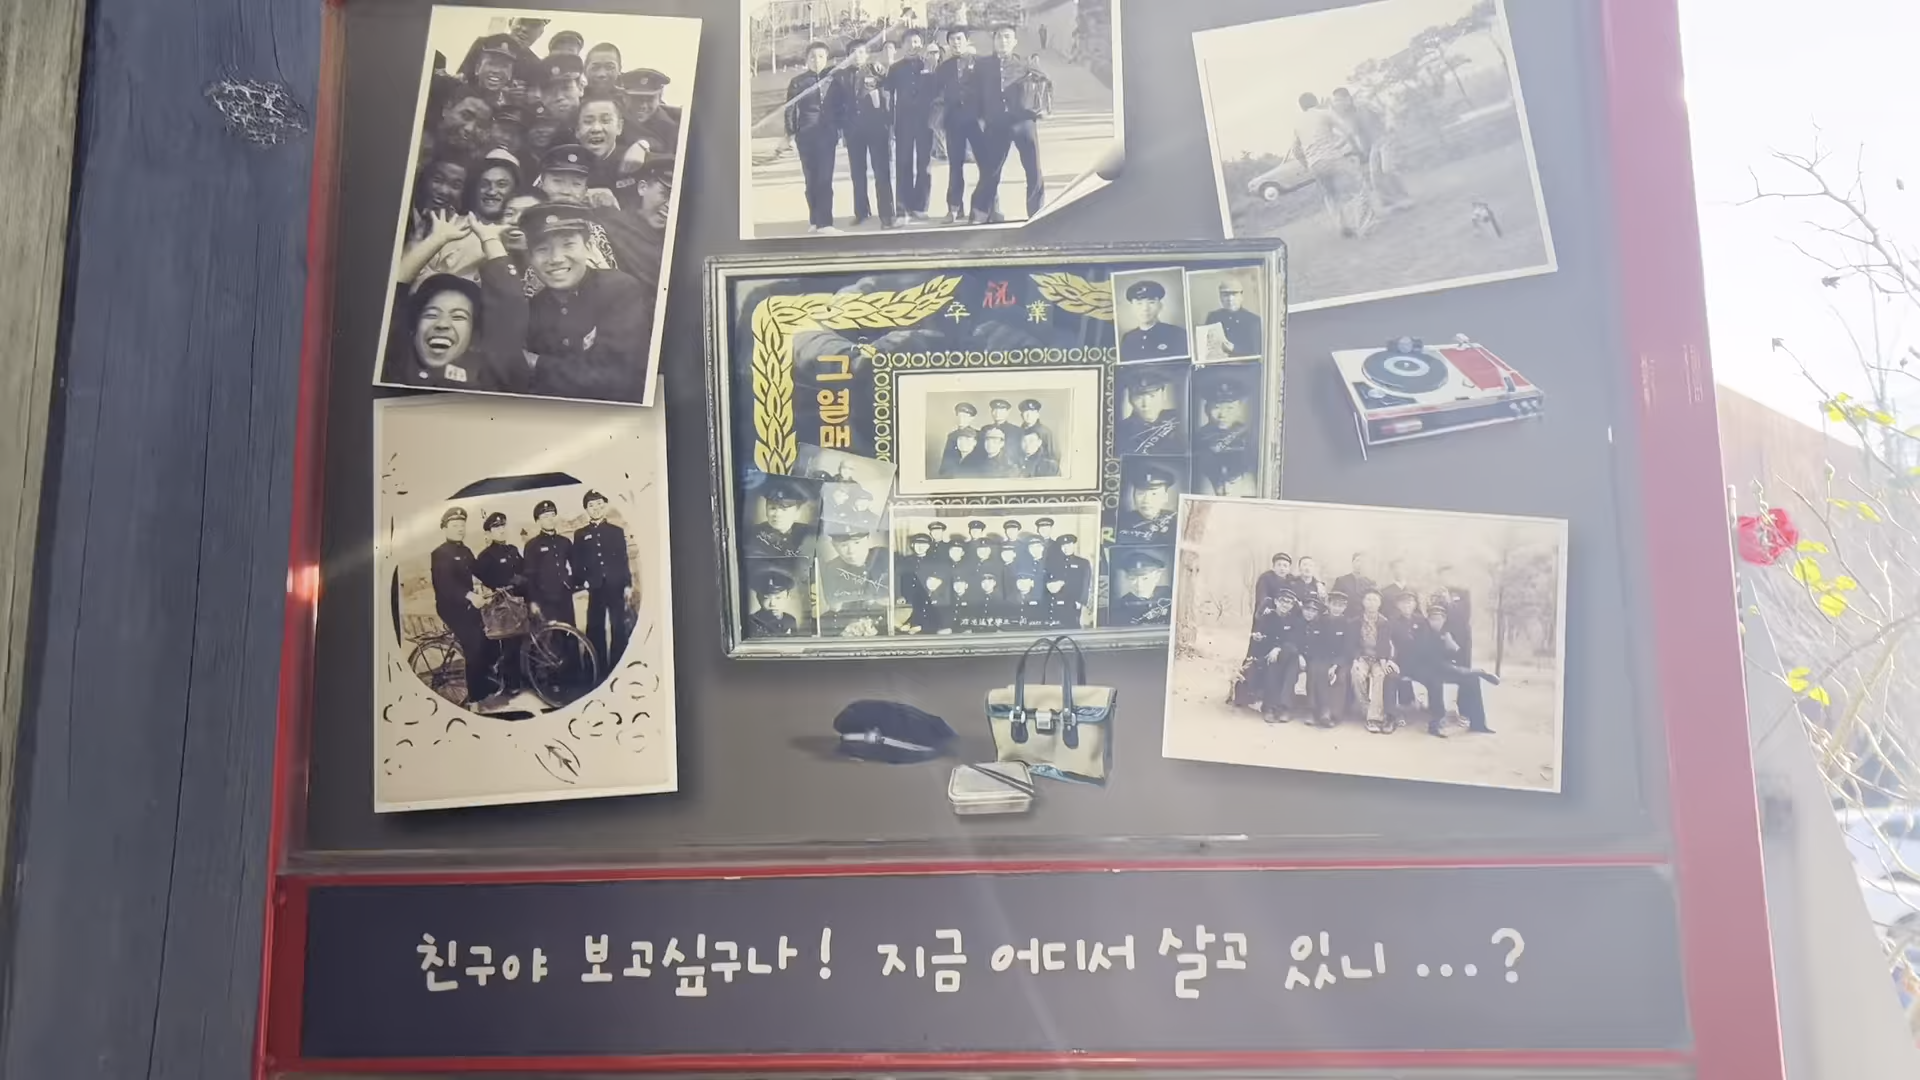 祝
卒 業
그일매
친구야 보고싶구나! 지금 어디서 살고 있니 ...?